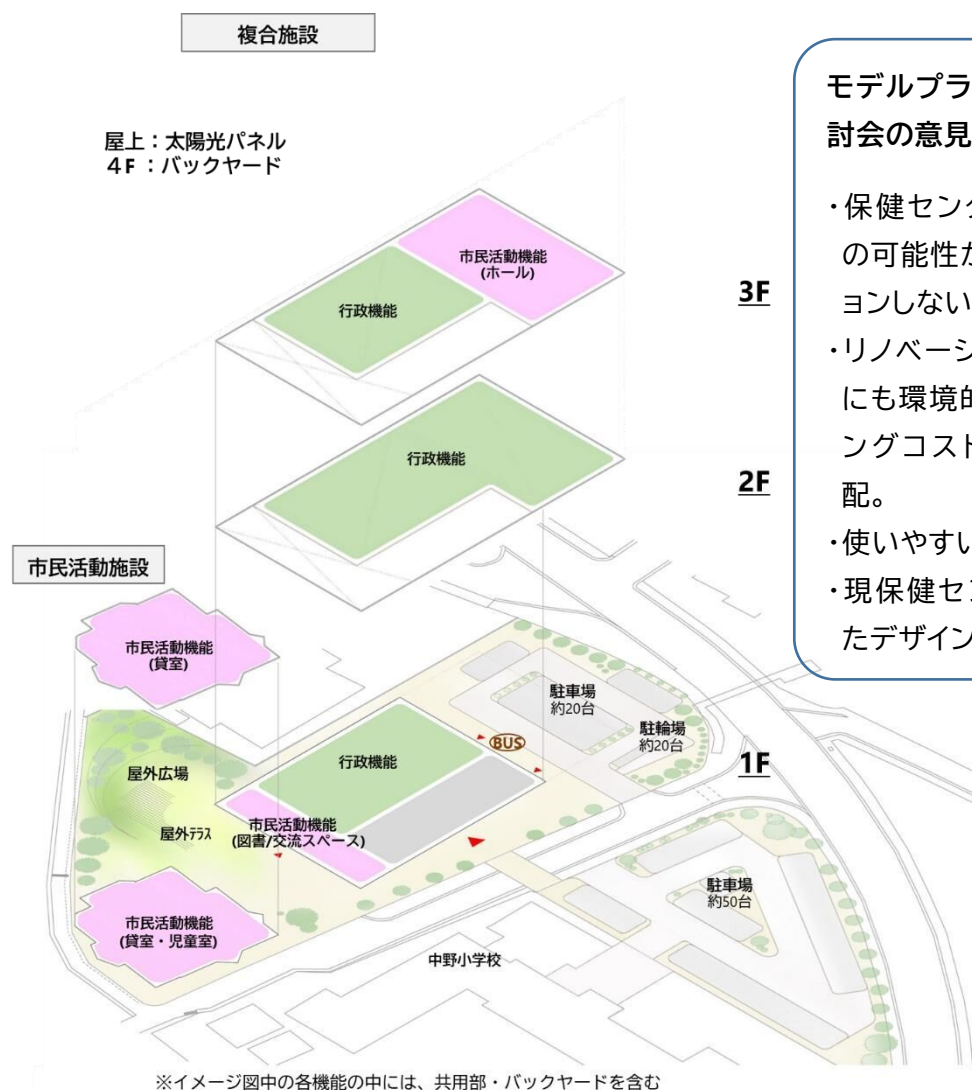 複合施設
屋上：太陽光パネル
４F ：バックヤード
市民活動機能
(ホール)
行政機能
3F
行政機能
2F
市民活動施設
市民活動機能
(貸室)
駐車場
約20台
駐輪場
約20台
BUS
1F
行政機能
屋外広場
屋外ﾃﾗｽ
市民活動機能
(図書/交流スペース)
市民活動機能
(貸室・児童室)
駐車場
約50台
中野小学校
※イメージ図中の各機能の中には、共用部・バックヤードを含む
モデルプラ
討会の意見
・保健セン
の可能性
ョンしない
・リノベーシ
にも環境的
ングコスト
配。
・使いやすい
・現保健セン
たデザイン